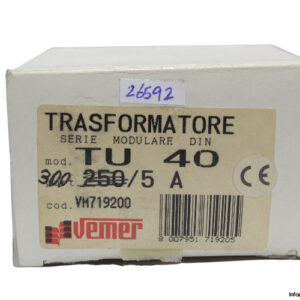 26592
TRASFORMATORE
SERIE MODULARE DIN
mod. TU 40
300 250/5 A
cod. VM719200
CE
Vemer
8 007951 719205